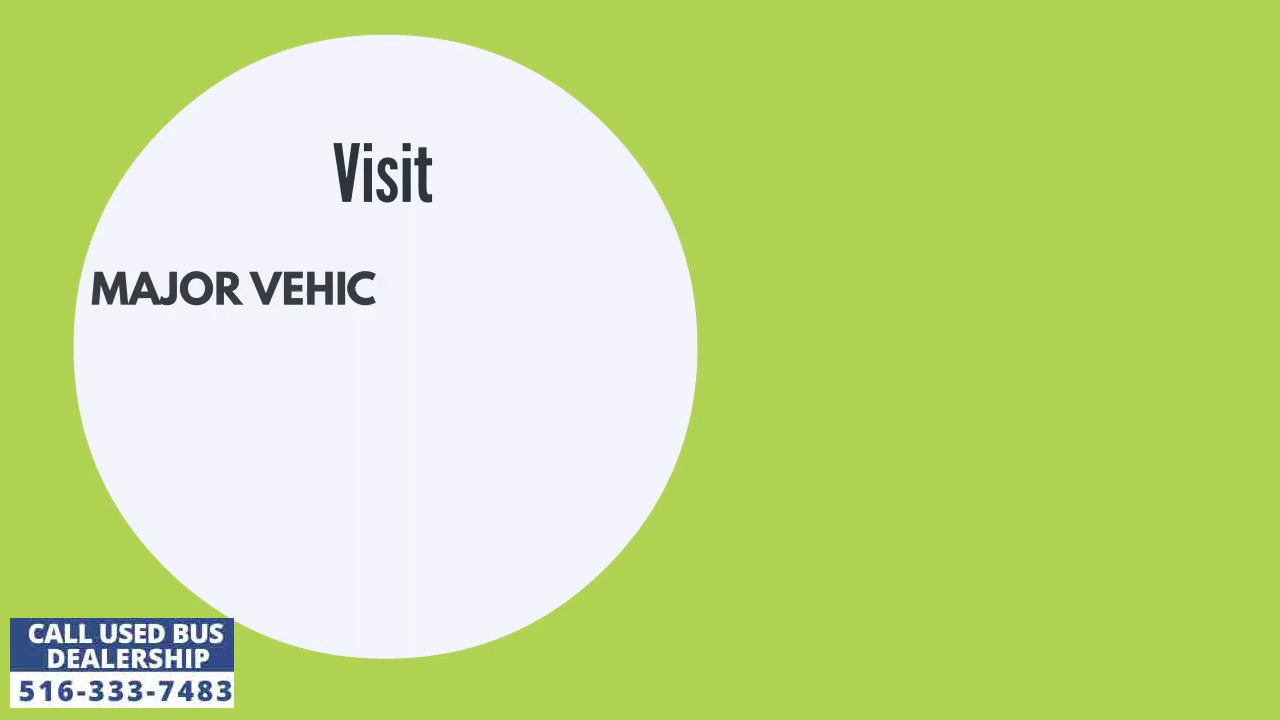 Visit
MAJOR VEHIC
CALL USED BUS
DEALERSHIP
516-333-7483